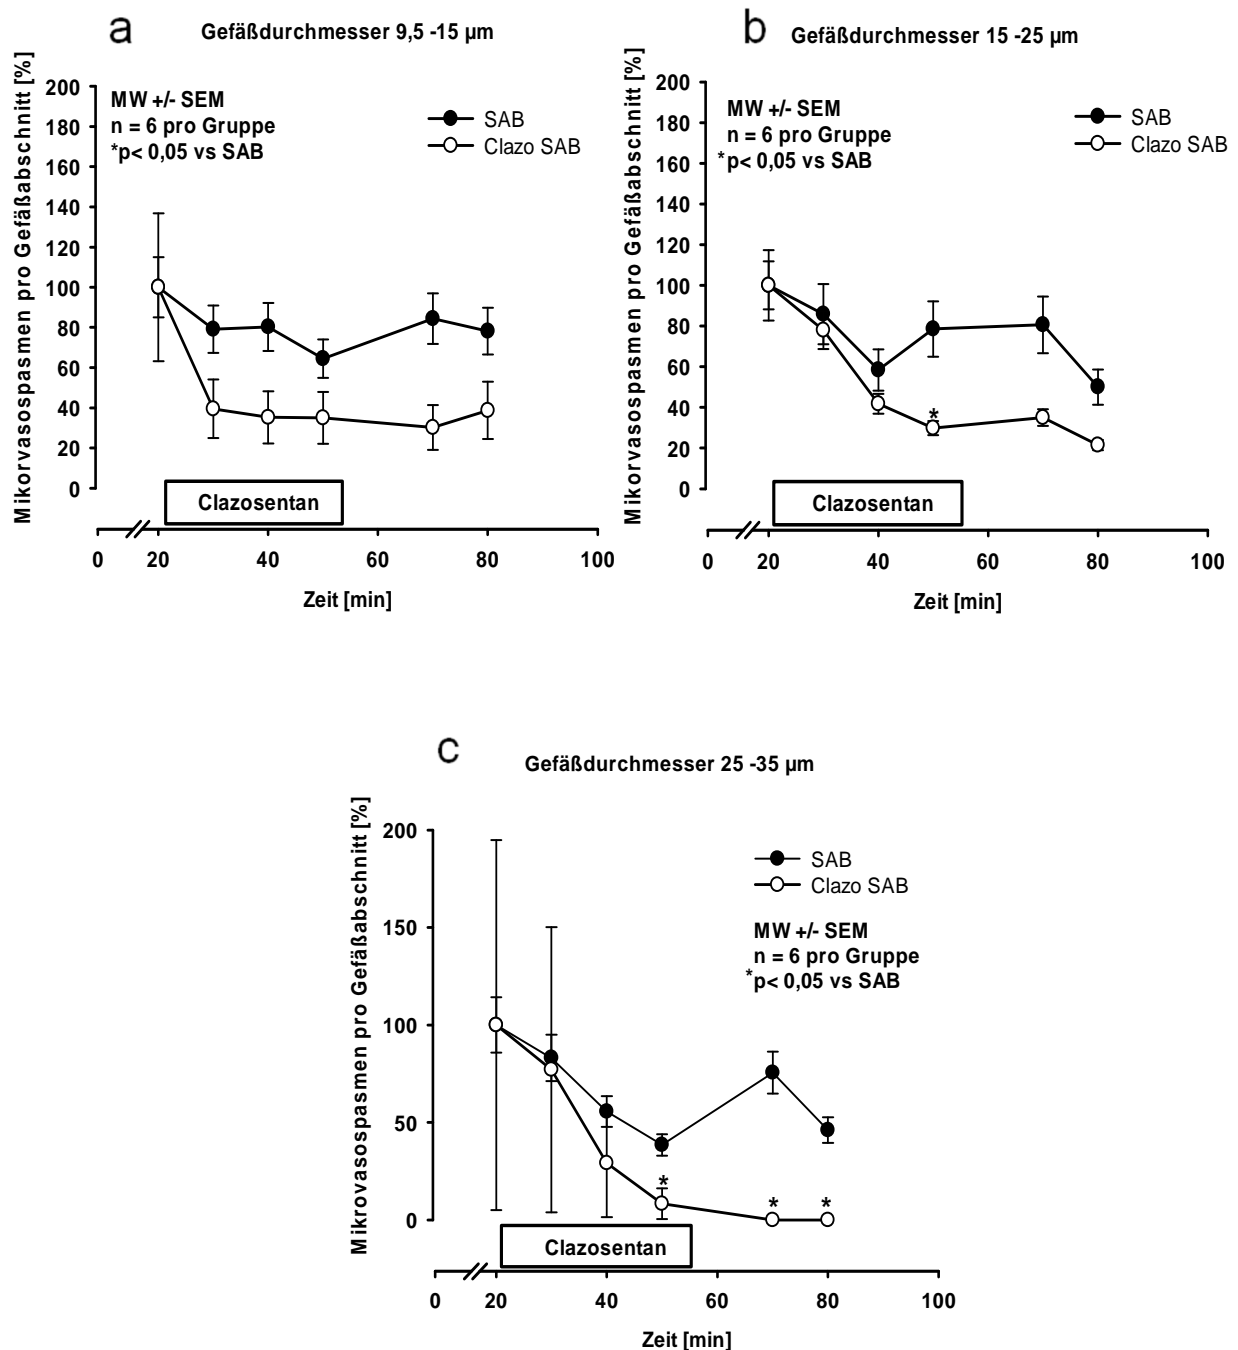 a
Gefäßdurchmesser 9,5 -15 µm
Mikorvasospasmen pro Gefäßabschnitt [%]
200
180
160
140
120
100
80
60
40
20
0
MW +/- SEM
n = 6 pro Gruppe
*p< 0,05 vs SAB
SAB
Clazo SAB
Clazosentan
0 20 40 60 80 100
Zeit [min]
b
Gefäßdurchmesser 15 -25 µm
Mikorvasospasmen pro Gefäßabschnitt [%]
200
180
160
140
120
100
80
60
40
20
0
MW +/- SEM
n = 6 pro Gruppe
*p< 0,05 vs SAB
SAB
Clazo SAB
*
Clazosentan
0 20 40 60 80 100
Zeit [min]
c
Gefäßdurchmesser 25 -35 µm
Mikrovasospasmen pro Gefäßabschnitt [%]
200
150
100
50
0
SAB
Clazo SAB
MW +/- SEM
n = 6 pro Gruppe
*p< 0,05 vs SAB
* * *
Clazosentan
0 20 40 60 80 100
Zeit [min]